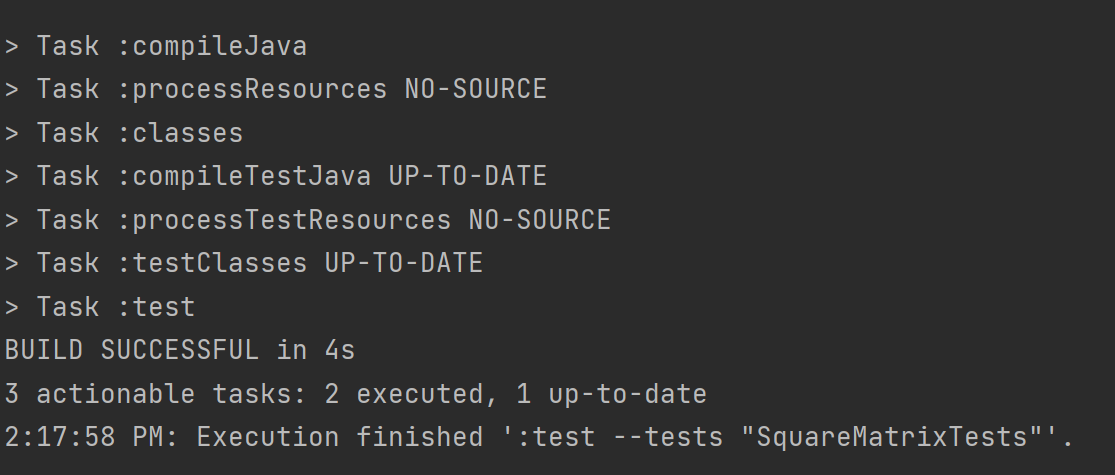 > Task :compileJava
> Task :processResources NO-SOURCE
> Task :classes
> Task :compileTestJava UP-TO-DATE
> Task :processTestResources NO-SOURCE
> Task :testClasses UP-TO-DATE
> Task :test
BUILD SUCCESSFUL in 4s
3 actionable tasks: 2 executed, 1 up-to-date
2:17:58 PM: Execution finished ':test --tests "SquareMatrixTests"'.